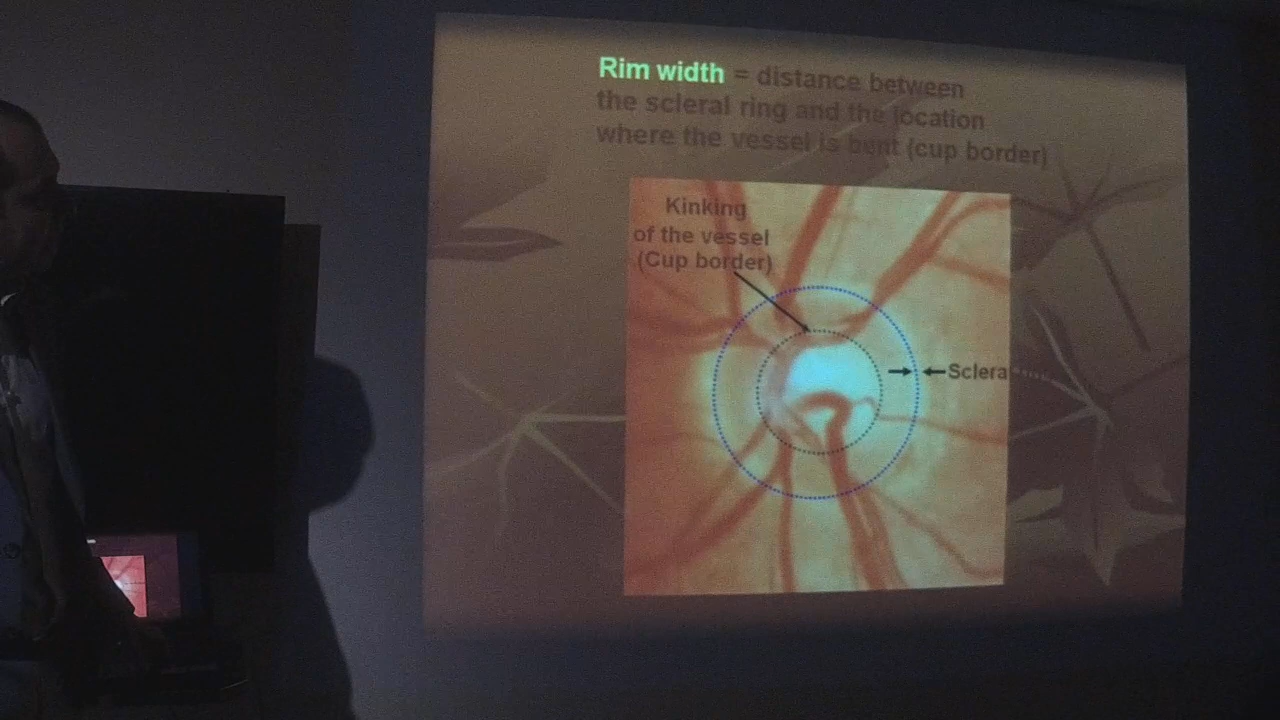 Rim width = distance between
the scleral ring and the location
where the vessel is bent (cup border)
Kinking
of the vessel
(Cup border)